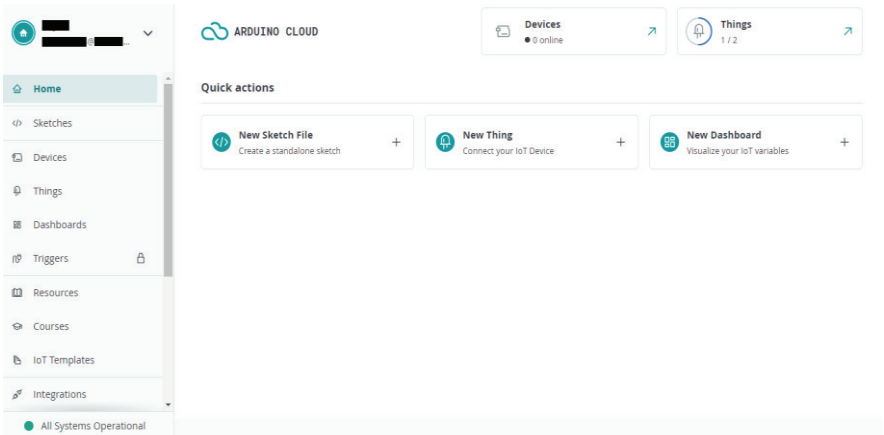 @ ...
Home
Sketches
Devices
Things
Dashboards
Triggers
Resources
Courses
IoT Templates
Integrations
All Systems Operational
ARDUINO CLOUD
Devices
0 online
Things
1 / 2
Quick actions
New Sketch File
Create a standalone sketch
New Thing
Connect your IoT Device
New Dashboard
Visualize your IoT variables